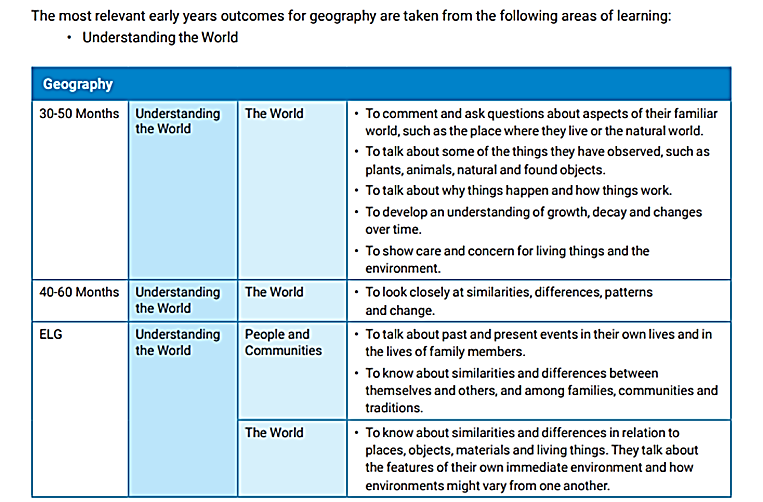 The most relevant early years outcomes for geography are taken from the following areas of learning:
• Understanding the World
Geography
30-50 Months
Understanding
the World
The World
• To comment and ask questions about aspects of their familiar
world, such as the place where they live or the natural world.
• To talk about some of the things they have observed, such as
plants, animals, natural and found objects.
• To talk about why things happen and how things work.
• To develop an understanding of growth, decay and changes
over time.
• To show care and concern for living things and the
environment.
40-60 Months
Understanding
the World
The World
• To look closely at similarities, differences, patterns
and change.
ELG
Understanding
the World
People and
Communities
• To talk about past and present events in their own lives and in
the lives of family members.
• To know about similarities and differences between
themselves and others, and among families, communities and
traditions.
The World
• To know about similarities and differences in relation to
places, objects, materials and living things. They talk about
the features of their own immediate environment and how
environments might vary from one another.